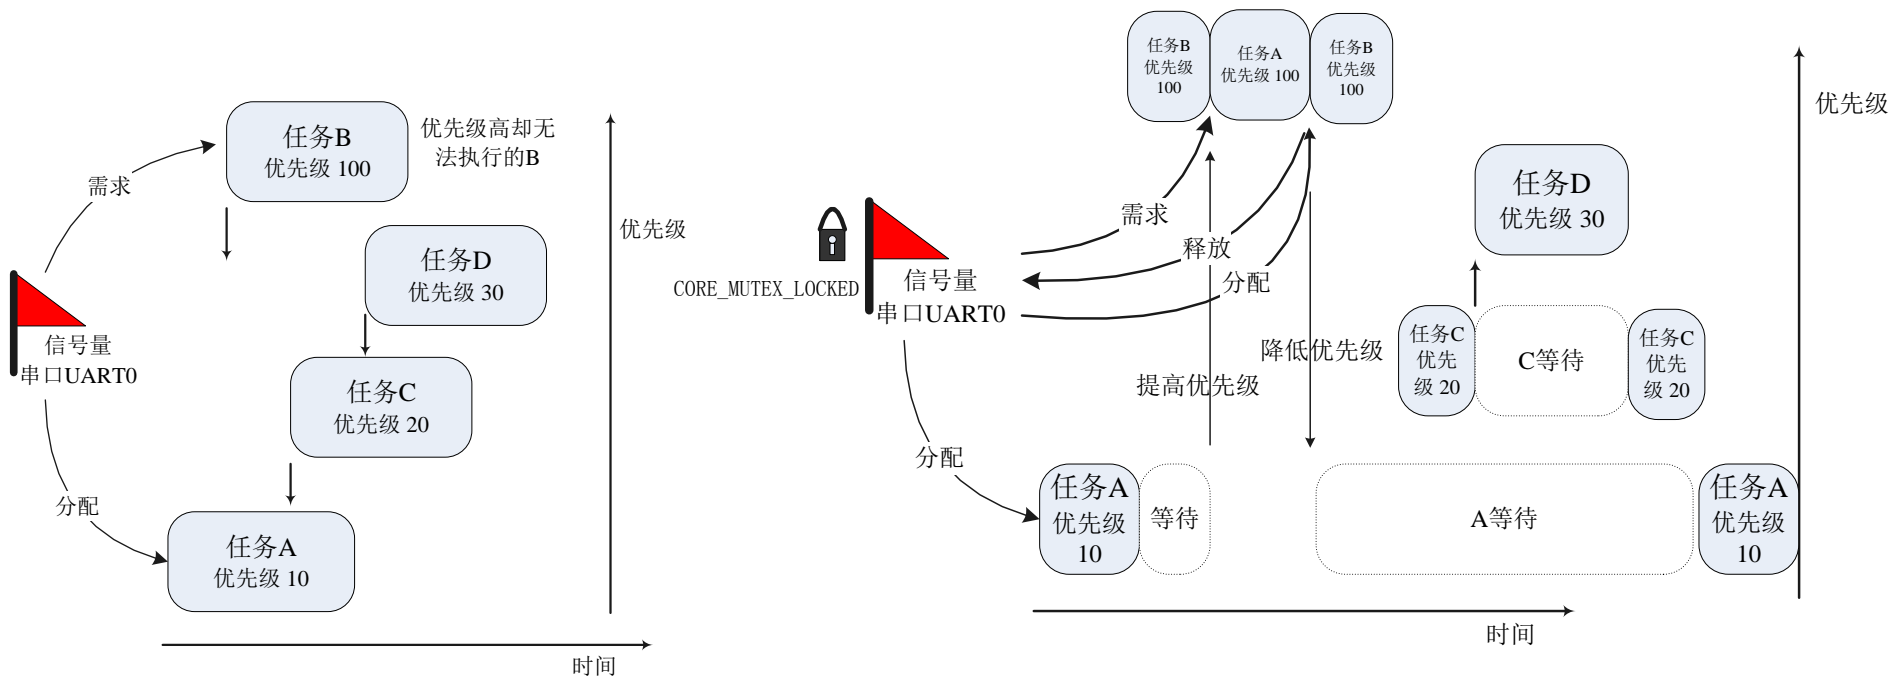 任务B
优先级 100
优先级高却无
法执行的B
需求
任务D
优先级 30
优先级
信号量
串口UART0
任务C
优先级 20
分配
任务A
优先级 10
时间
任务B
优先级
100
任务A
优先级 100
任务B
优先级
100
优先级
任务D
优先级 30
需求
释放
分配
CORE_MUTEX_LOCKED
信号量
串口UART0
降低优先级
提高优先级
任务C
优先
级 20
C等待
任务C
优先
级 20
分配
任务A
优先级
10
等待
A等待
任务A
优先级
10
时间